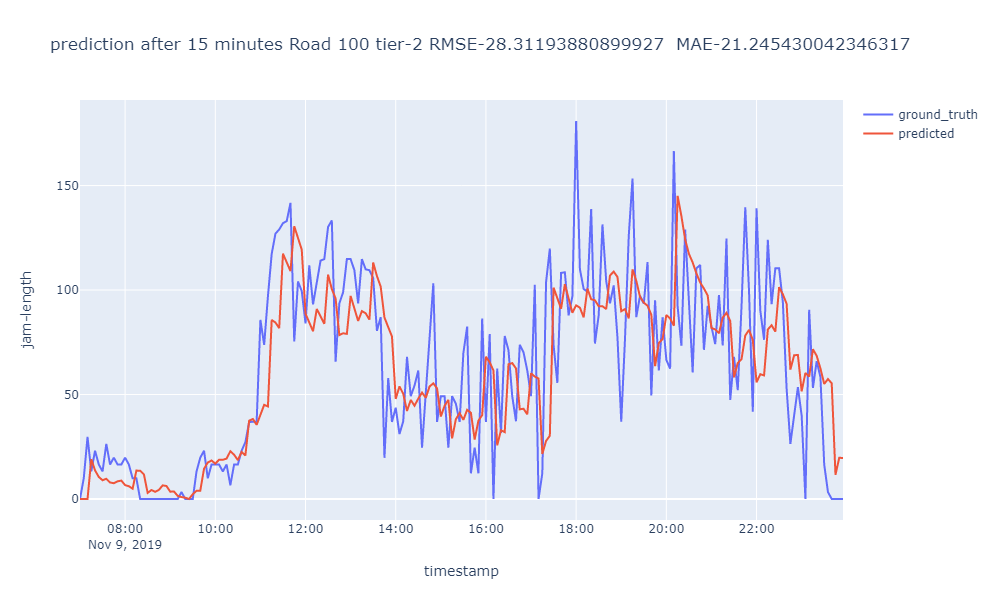 prediction after 15 minutes Road 100 tier-2 RMSE-28.31193880899927  MAE-21.245430042346317
ground_truth
predicted
jam-length
150
100
50
0
08:00
10:00
12:00
14:00
16:00
18:00
20:00
22:00
Nov 9, 2019
timestamp